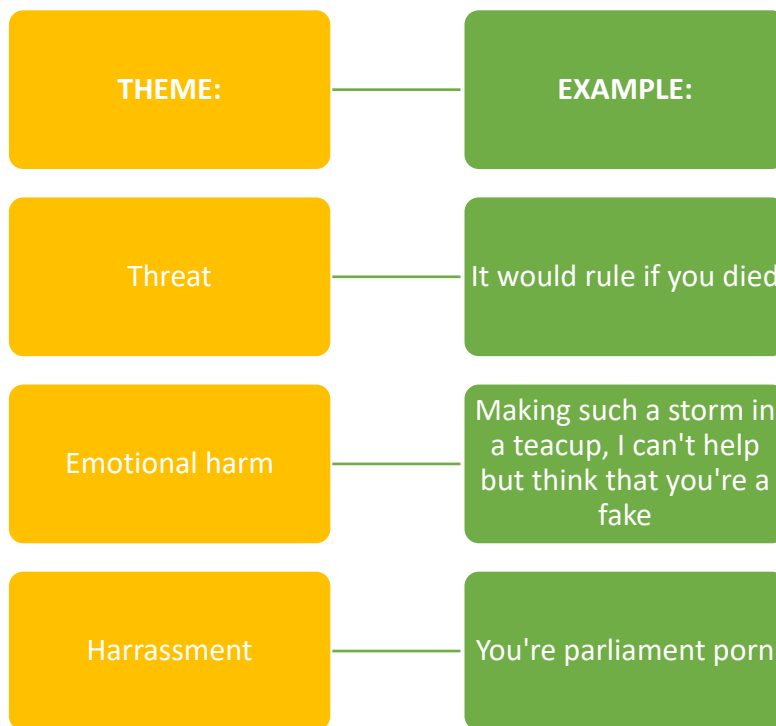 THEME:
EXAMPLE:
Threat
It would rule if you died
Emotional harm
Making such a storm in
a teacup, I can't help
but think that you're a
fake
Harrassment
You're parliament porn